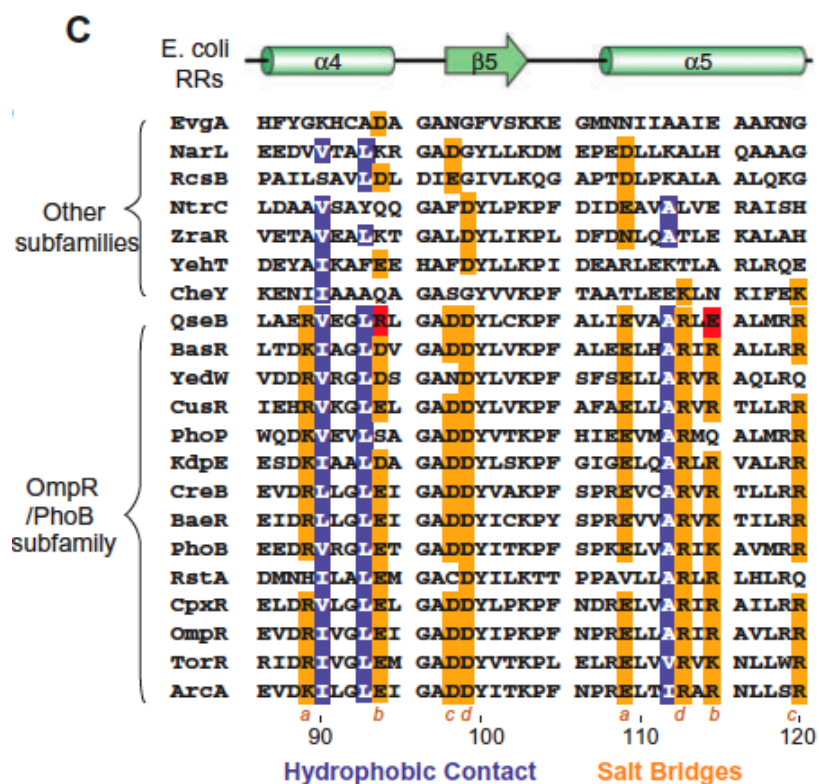 C
E. coli
RRs
α4 β5 α5
EvgA HFYGKHCADA GANGFVSKKE GMNNIIAAIE AAKNG
NarL EEDVVTALKR GADGYLLKDM EPEDLLKALH QAAAG
RcsB PAILSAVLDL DIEGIVLKQG APTDLPKALA ALQKG
NtrC LDAAVSAYQQ GAFDYLPKPF DIDEAVALVE RAISH
ZraR VETAVEALKT GALDYLIKPL DFDNLQATLE KALAH
YehT DEYAIKAFEE HAFDYLLKPI DEARLEKTLA RLRQE
CheY KENIIAAAQA GASGYVVKPF TAATLEEKLN KIFEK
QseB LAERVEGLRL GADDYLCKPF ALIEVAARLE ALMRR
BasR LTDKIAGLDV GADDYLVKPF ALEELHARIR ALLRR
YedW VDDRVRGLDS GANDYLVKPF SFSELLARVR AQLRQ
CusR IEHRVKGLEL GADDYLVKPF AFAELLARVR TLLRR
PhoP WQDKVEVLSA GADDYVTKPF HIEEVMARMQ ALMRR
KdpE ESDKIAALDA GADDYLSKPF GIGELQARLR VALRR
CreB EVDRLLGLEI GADDYVAKPF SPREVCARVR TLLRR
BaeR EIDRLLGLEI GADDYICKPY SPREVVARVK TILRR
PhoB EEDRVRGLET GADDYITKPF SPKELVARIK AVMRR
RstA DMNHILALEM GACDYILKTT PPAVLLARLR LHLRQ
CpxR ELDRVLGLEL GADDYLPKPF NDRELVARIR AILRR
OmpR EVDRIVGLEI GADDYIPKPF NPRELLARIR AVLRR
TorR RIDRIVGLEM GADDYVTKPL ELRELVVRVK NLLWR
ArcA EVDKILGLEI GADDYITKPF NPRELTIRAR NLLSR
Other
subfamilies
OmpR
/PhoB
subfamily
a b c d a d b c
90 100 110 120
Hydrophobic Contact Salt Bridges